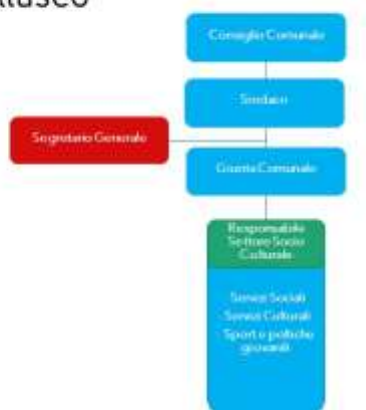 Consiglio Comunale
Sindaco
Segretario Generale
Giunta Comunale
Responsabile
Settore Socio
Culturale
Servizi Sociali
Servizi Culturali
Sport e politiche
giovanili